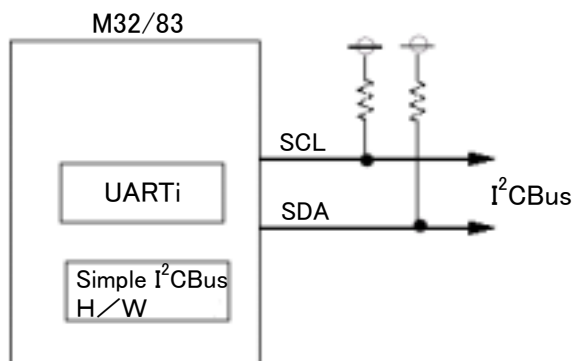 M32/83
SCL
I²CBus
UARTi
SDA
Simple I²CBus
H／W